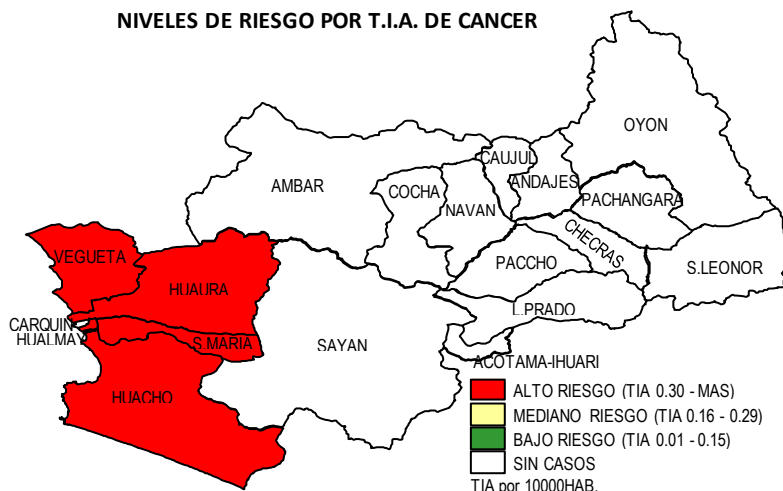 NIVELES DE RIESGO POR T.I.A. DE CANCER
OYON
CAUJUL
AMBAR
COCHA
ANDAJES
PACHANGARA
NAVAN
CHECRAS
VEGUETA
PACCHO
S.LEONOR
HUAURA
L.PRADO
CARQUIN
HUALMAY
S.MARIA
SAYAN
ACOTAMA-IHUARI
HUACHO
ALTO RIESGO (TIA 0.30 - MAS)
MEDIANO RIESGO (TIA 0.16 - 0.29)
BAJO RIESGO (TIA 0.01 - 0.15)
SIN CASOS
TIA por 10000HAB.